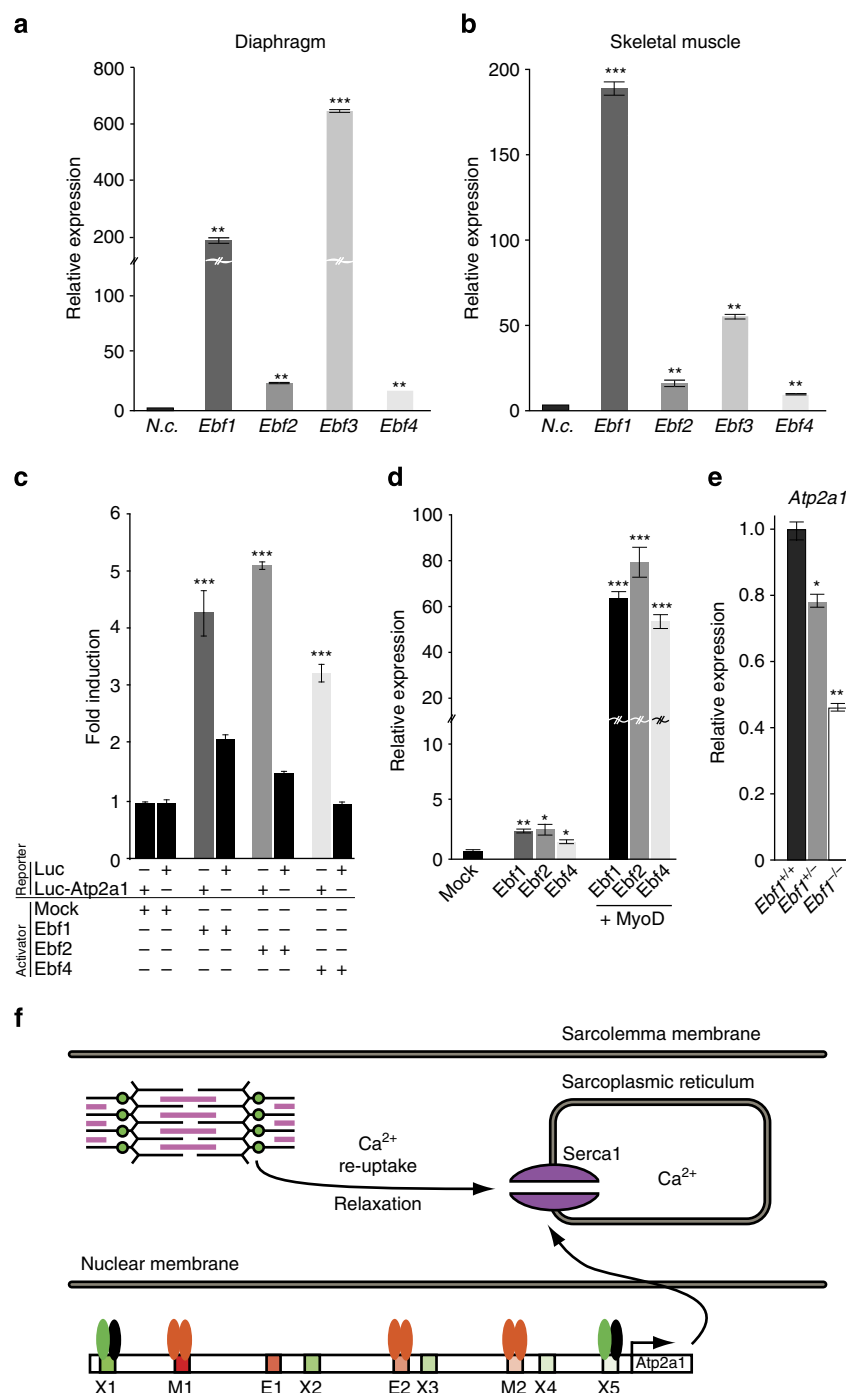 a
Diaphragm
Relative expression
800
600
400
200
100
50
0
**
**
***
**
N.c. Ebf1 Ebf2 Ebf3 Ebf4
b
Skeletal muscle
Relative expression
200
150
100
50
0
***
**
**
**
N.c. Ebf1 Ebf2 Ebf3 Ebf4
c
Fold induction
6
5
4
3
2
1
0
***
***
***
Reporter
Luc − + − + − + − +
Luc-Atp2a1 + − + − + − + −
Activator
Mock + + − − − − − −
Ebf1 − − + + − − − −
Ebf2 − − − − + + − −
Ebf4 − − − − − − + +
d
Relative expression
100
80
60
40
20
10
5
0
** * *
*** *** ***
Mock Ebf1 Ebf2 Ebf4 Ebf1 Ebf2 Ebf4
+ MyoD
e
Atp2a1
Relative expression
1.0
0.8
0.6
0.4
0.2
0
*
**
Ebf1+/+ Ebf1+/− Ebf1−/−
f
Sarcolemma membrane
Sarcoplasmic reticulum
Ca2+
re-uptake
Relaxation
Serca1
Ca2+
Nuclear membrane
Atp2a1
X1 M1 E1 X2 E2 X3 M2 X4 X5